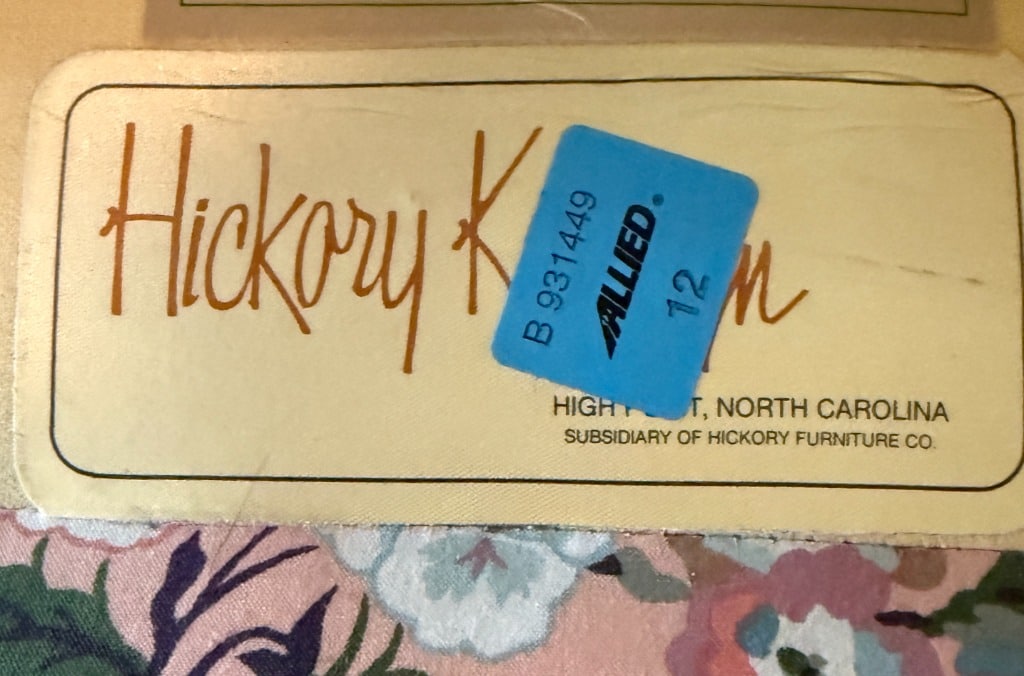 Hickory
B 931449
ALLIED®
12
HIGH, NORTH CAROLINA
SUBSIDIARY OF HICKORY FURNITURE CO.